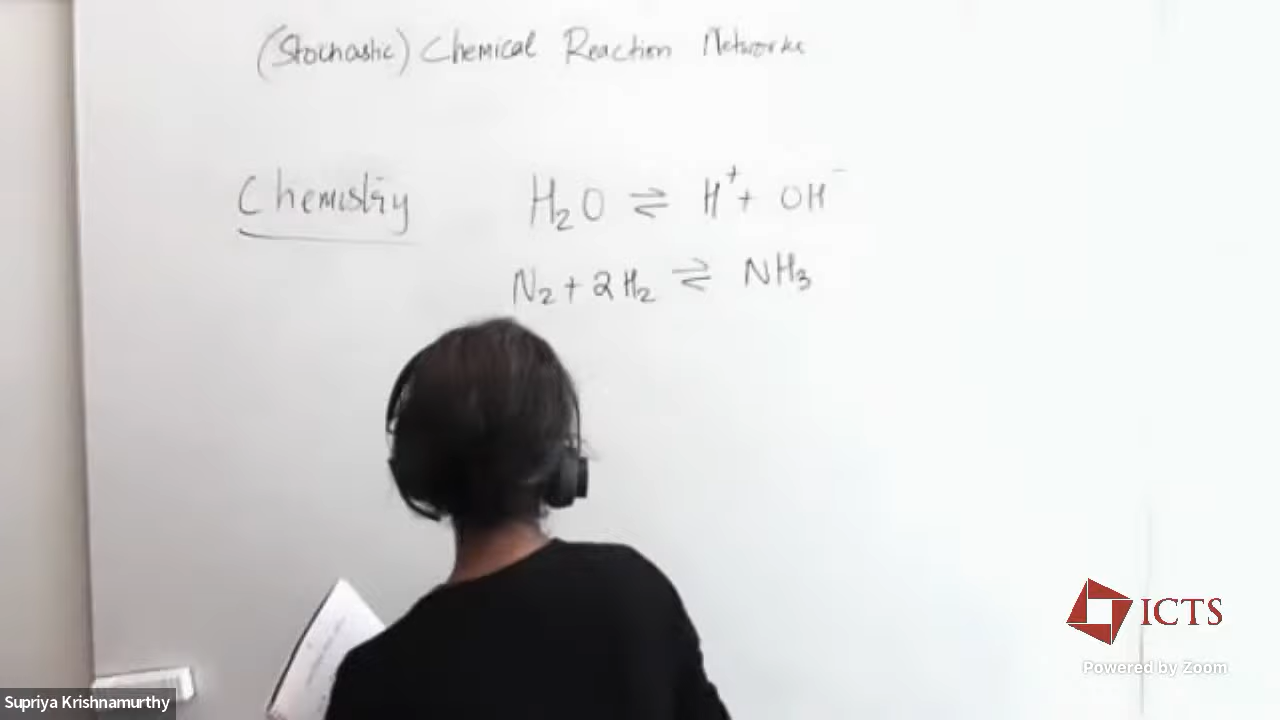 (Stochastic) Chemical Reaction Networks
Chemistry
H₂O ⇌ H⁺ + OH⁻
N₂ + 2H₂ ⇌ NH₃
ICTS
Powered by Zoom
Supriya Krishnamurthy